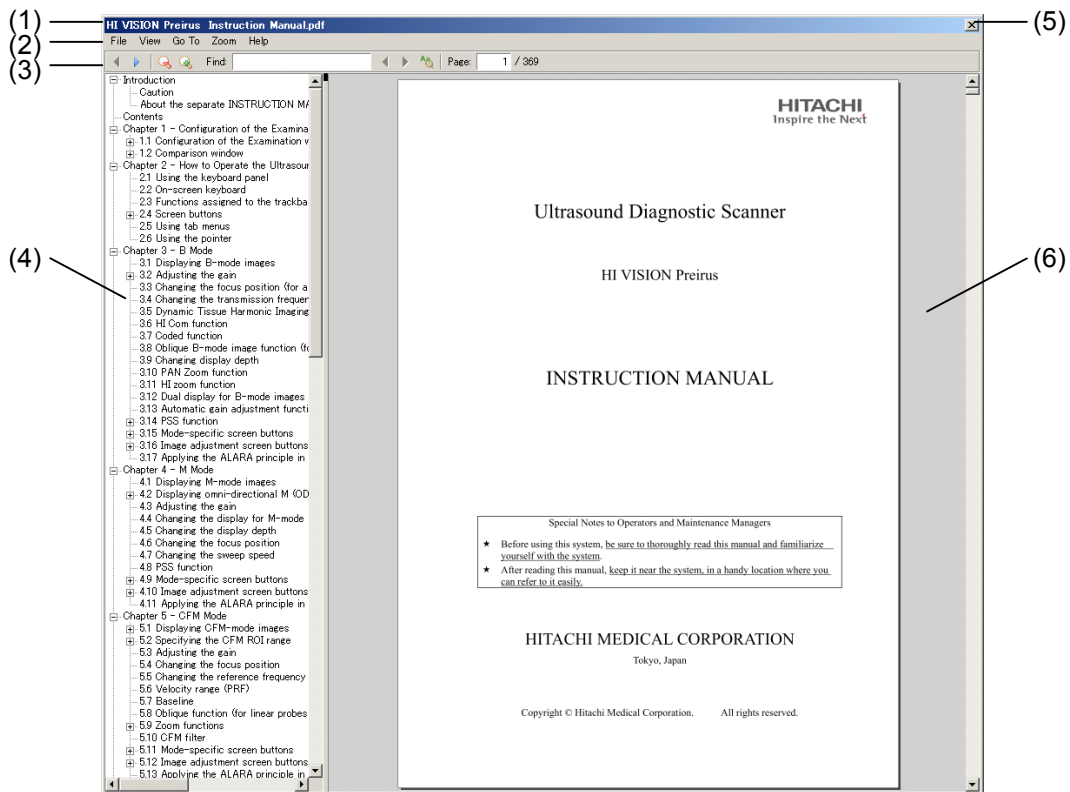 (1)
HI VISION Preirus Instruction Manual.pdf
(5)
(2)
File View Go To Zoom Help
(3)
Find: Page: 1 / 369
Introduction
Caution
About the separate INSTRUCTION MA
Contents
Chapter 1 - Configuration of the Examina
1.1 Configuration of the Examination w
1.2 Comparison window
Chapter 2 - How to Operate the Ultrasour
2.1 Using the keyboard panel
2.2 On-screen keyboard
2.3 Functions assigned to the trackba
2.4 Screen buttons
2.5 Using tab menus
2.6 Using the pointer
Chapter 3 - B Mode
3.1 Displaying B-mode images
(4)
3.2 Adjusting the gain
3.3 Changing the focus position (for a
3.4 Changing the transmission frequer
3.5 Dynamic Tissue Harmonic Imaging
3.6 HI Com function
3.7 Coded function
3.8 Oblique B-mode image function (fo
3.9 Changing display depth
3.10 PAN Zoom function
3.11 HI zoom function
3.12 Dual display for B-mode images
3.13 Automatic gain adjustment functi
3.14 PSS function
3.15 Mode-specific screen buttons
3.16 Image adjustment screen buttons
3.17 Applying the ALARA principle in
Chapter 4 - M Mode
4.1 Displaying M-mode images
4.2 Displaying omni-directional M (OD
4.3 Adjusting the gain
4.4 Changing the display for M-mode
4.5 Changing the display depth
4.6 Changing the focus position
4.7 Changing the sweep speed
4.8 PSS function
4.9 Mode-specific screen buttons
4.10 Image adjustment screen buttons
4.11 Applying the ALARA principle in
Chapter 5 - CFM Mode
5.1 Displaying CFM-mode images
5.2 Specifying the CFM ROI range
5.3 Adjusting the gain
5.4 Changing the focus position
5.5 Changing the reference frequency
5.6 Velocity range (PRF)
5.7 Baseline
5.8 Oblique function (for linear probes
5.9 Zoom functions
5.10 CFM filter
5.11 Mode-specific screen buttons
5.12 Image adjustment screen buttons
5.13 Applying the ALARA principle in
HITACHI
Inspire the Next
Ultrasound Diagnostic Scanner
HI VISION Preirus
(6)
INSTRUCTION MANUAL
Special Notes to Operators and Maintenance Managers
★ Before using this system, be sure to thoroughly read this manual and familiarize
yourself with the system.
★ After reading this manual, keep it near the system, in a handy location where you
can refer to it easily.
HITACHI MEDICAL CORPORATION
Tokyo, Japan
Copyright © Hitachi Medical Corporation. All rights reserved.